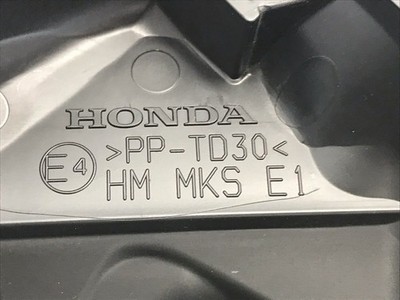 HONDA
E4 >PP-TD30<
HM MKS E1